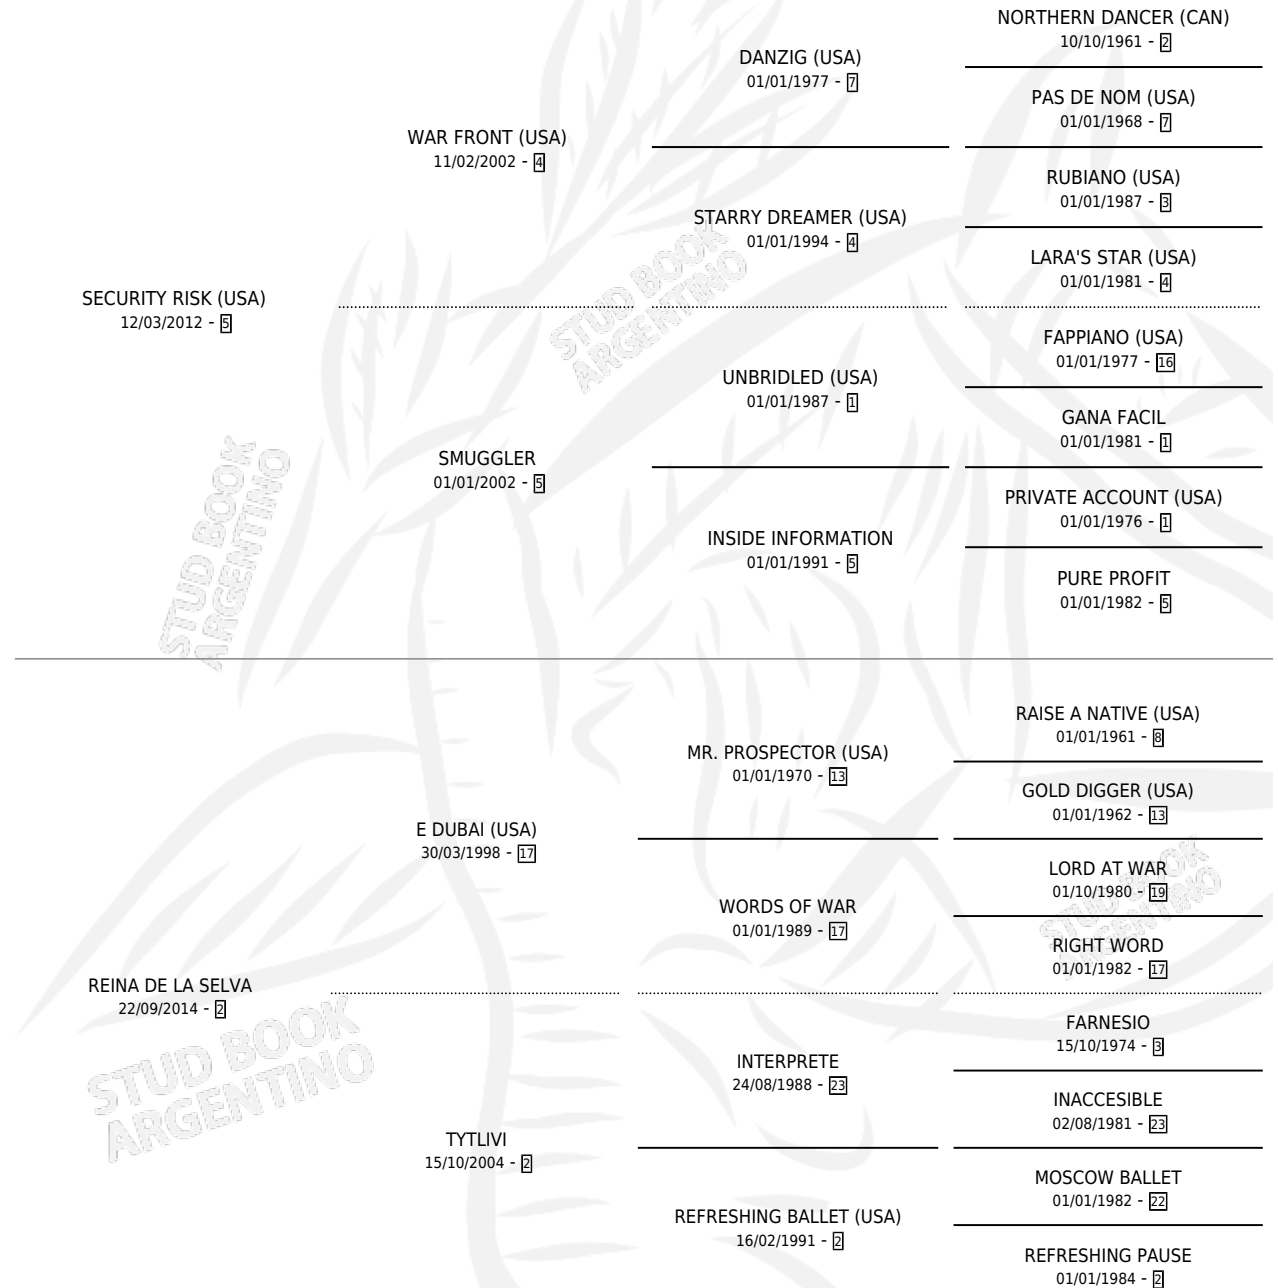 NORTHERN DANCER (CAN)
10/10/1961 - 2
DANZIG (USA)
01/01/1977 - 7
PAS DE NOM (USA)
01/01/1968 - 7
WAR FRONT (USA)
11/02/2002 - 4
RUBIANO (USA)
01/01/1987 - 3
STARRY DREAMER (USA)
01/01/1994 - 4
LARA'S STAR (USA)
01/01/1981 - 4
SECURITY RISK (USA)
12/03/2012 - 5
FAPPIANO (USA)
01/01/1977 - 16
UNBRIDLED (USA)
01/01/1987 - 1
GANA FACIL
01/01/1981 - 1
SMUGGLER
01/01/2002 - 5
PRIVATE ACCOUNT (USA)
01/01/1976 - 1
INSIDE INFORMATION
01/01/1991 - 5
PURE PROFIT
01/01/1982 - 5
RAISE A NATIVE (USA)
01/01/1961 - 8
MR. PROSPECTOR (USA)
01/01/1970 - 13
GOLD DIGGER (USA)
01/01/1962 - 13
E DUBAI (USA)
30/03/1998 - 17
LORD AT WAR
01/10/1980 - 19
WORDS OF WAR
01/01/1989 - 17
RIGHT WORD
01/01/1982 - 17
REINA DE LA SELVA
22/09/2014 - 2
FARNESIO
15/10/1974 - 3
INTERPRETE
24/08/1988 - 23
INACCESIBLE
02/08/1981 - 23
TYTLIVI
15/10/2004 - 2
MOSCOW BALLET
01/01/1982 - 22
REFRESHING BALLET (USA)
16/02/1991 - 2
REFRESHING PAUSE
01/01/1984 - 2
STUD BOOK
ARGENTINO
STUD BOOK
ARGENTINO
STUD BOOK
ARGENTINO
STUD BOOK
ARGENTINO